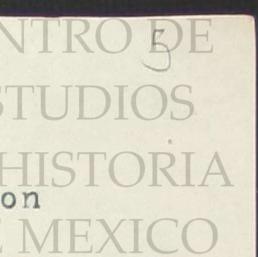 NTRO DE
5
STUDIOS
HISTORIA
on
E MEXICO